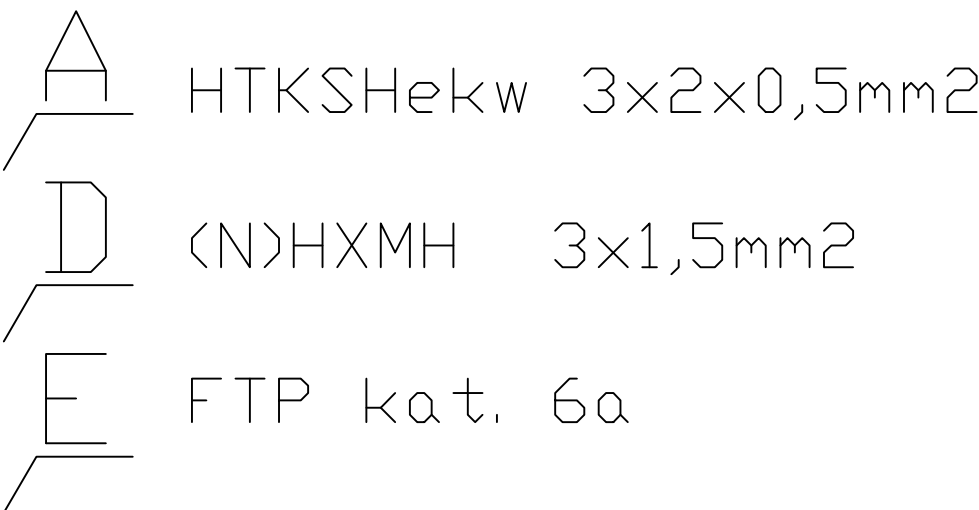 A HTKSHekw 3x2x0,5mm2
D (N)HXMH 3x1,5mm2
E FTP kat. 6a